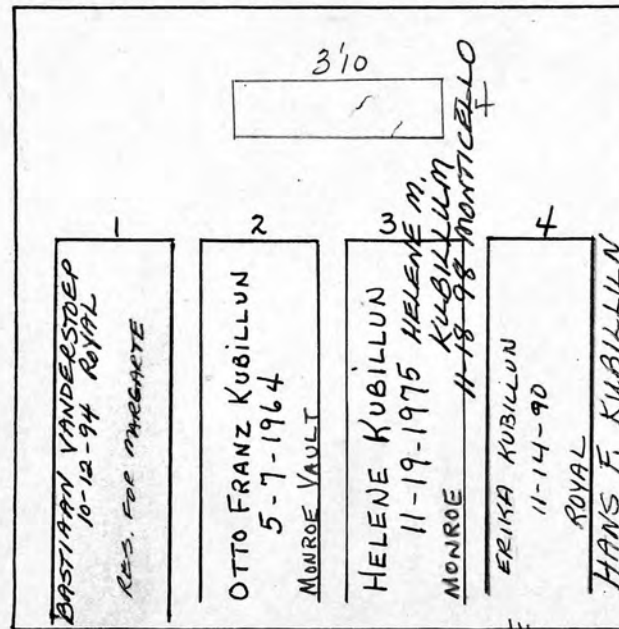 3'10
1
BASTIAAN VANDERSTOEP
10-12-94 ROYAL
RES. FOR MARGARTE
2
OTTO FRANZ KUBILLUN
5-7-1964
MONROE VAULT
3
HELENE KUBILLUN
11-19-1975
MONROE
HELENE M.
KUBILLUM
11-18-98 MONTICELLO
4
ERIKA KUBILLUN
11-14-90
ROYAL
HANS F. KUBILLUN